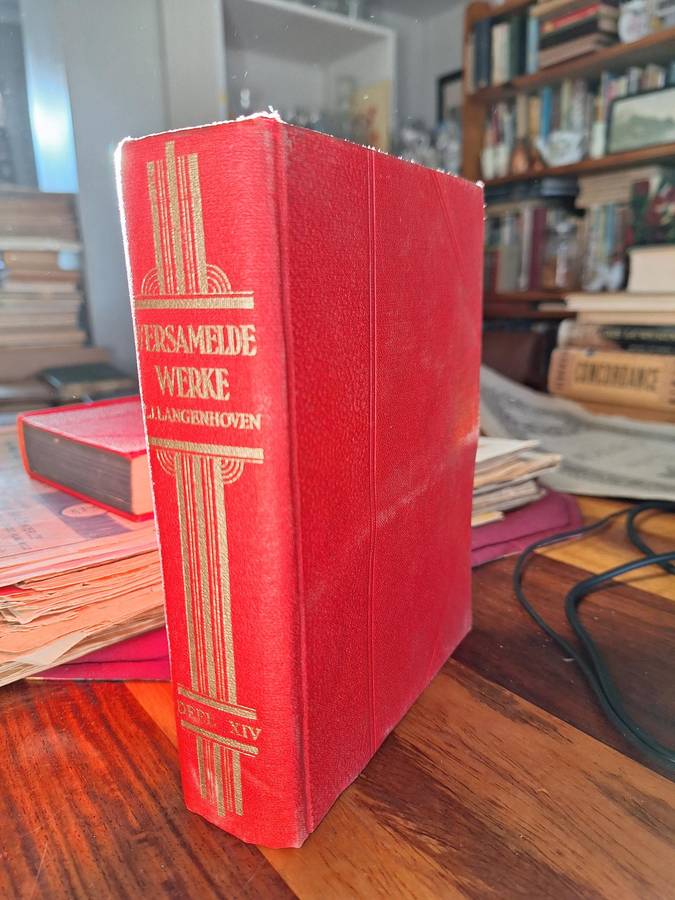 VERSAMELDE
WERKE
J. LANGENHOVEN
DEEL XIV
CONCORDANCE